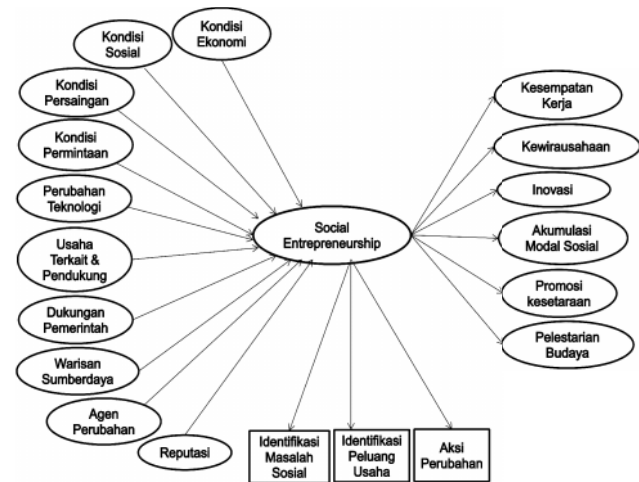 Kondisi
Sosial
Kondisi
Ekonomi
Kondisi
Persaingan
Kondisi
Permintaan
Perubahan
Teknologi
Usaha
Terkait &
Pendukung
Dukungan
Pemerintah
Warisan
Sumberdaya
Agen
Perubahan
Reputasi
Social
Entrepreneurship
Identifikasi
Masalah
Sosial
Identifikasi
Peluang
Usaha
Aksi
Perubahan
Kesempatan
Kerja
Kewirausahaan
Inovasi
Akumulasi
Modal Sosial
Promosi
kesetaraan
Pelestarian
Budaya